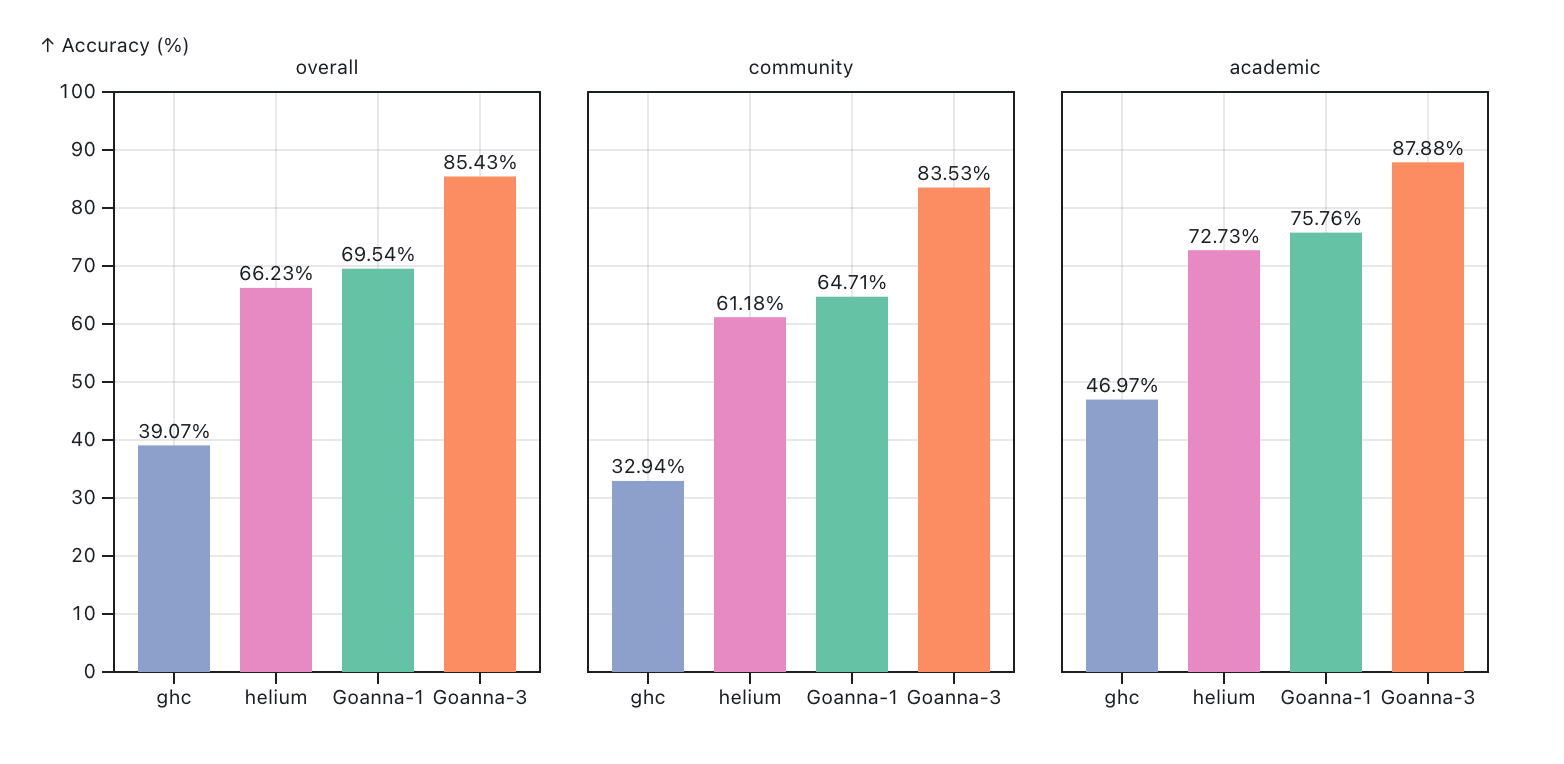 ↑ Accuracy (%)
overall community academic
100
90
80
70
60
50
40
30
20
10
0
39.07% 66.23% 69.54% 85.43%
32.94% 61.18% 64.71% 83.53%
46.97% 72.73% 75.76% 87.88%
ghc helium Goanna-1 Goanna-3 ghc helium Goanna-1 Goanna-3 ghc helium Goanna-1 Goanna-3